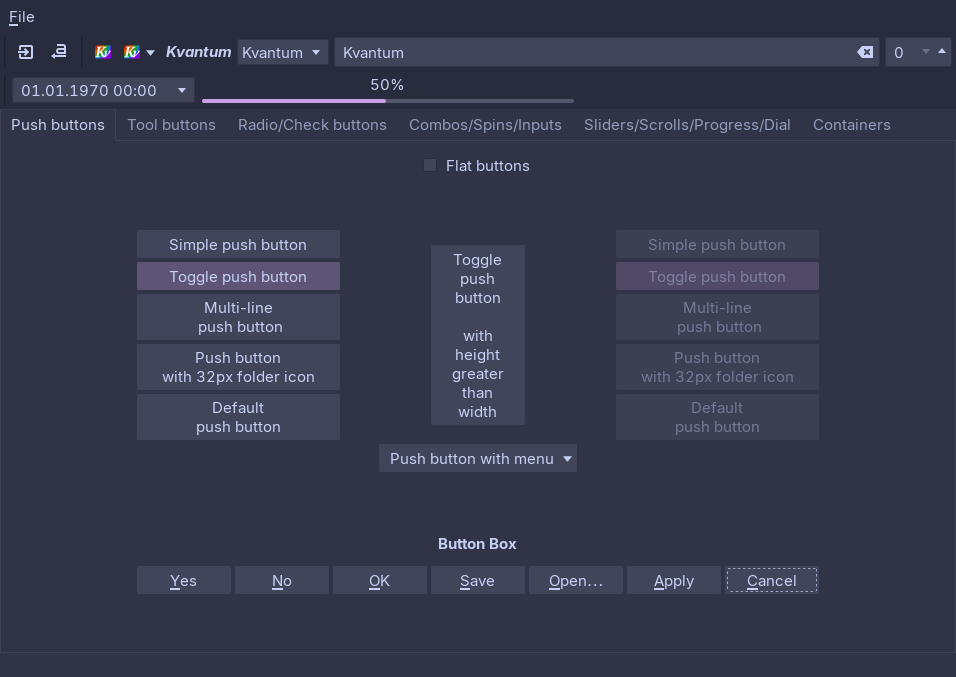 File
Kvantum Kvantum Kvantum 0
01.01.1970 00:00 50%
Push buttons Tool buttons Radio/Check buttons Combos/Spins/Inputs Sliders/Scrolls/Progress/Dial Containers
Flat buttons
Simple push button
Toggle push button
Multi-line
push button
Push button
with 32px folder icon
Default
push button
Toggle
push
button
with
height
greater
than
width
Push button with menu
Simple push button
Toggle push button
Multi-line
push button
Push button
with 32px folder icon
Default
push button
Button Box
Yes No OK Save Open... Apply Cancel